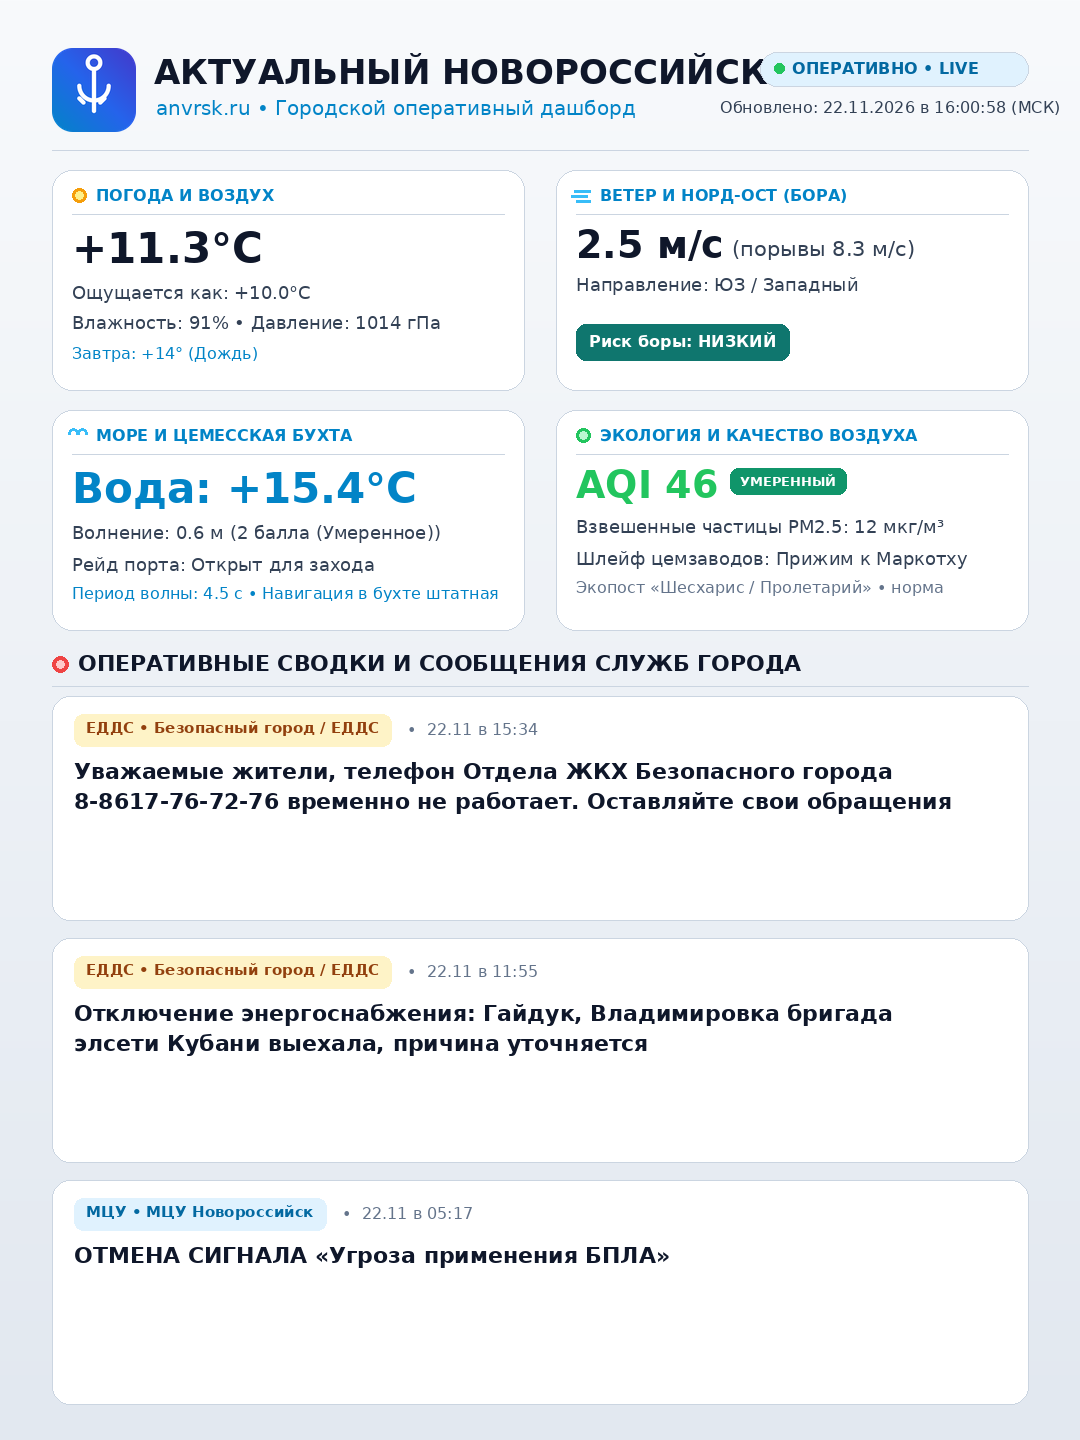 АКТУАЛЬНЫЙ НОВОРОССИЙСК
ОПЕРАТИВНО • LIVE
anvrsk.ru • Городской оперативный дашборд
Обновлено: 22.11.2026 в 16:00:58 (МСК)
ПОГОДА И ВОЗДУХ
+11.3°C
Ощущается как: +10.0°C
Влажность: 91% • Давление: 1014 гПа
Завтра: +14° (Дождь)
ВЕТЕР И НОРД-ОСТ (БОРА)
2.5 м/с (порывы 8.3 м/с)
Направление: ЮЗ / Западный
Риск боры: НИЗКИЙ
МОРЕ И ЦЕМЕССКАЯ БУХТА
Вода: +15.4°C
Волнение: 0.6 м (2 балла (Умеренное))
Рейд порта: Открыт для захода
Период волны: 4.5 с • Навигация в бухте штатная
ЭКОЛОГИЯ И КАЧЕСТВО ВОЗДУХА
AQI 46 УМЕРЕННЫЙ
Взвешенные частицы PM2.5: 12 мкг/м³
Шлейф цемзаводов: Прижим к Маркотху
Экопост «Шесхарис / Пролетарий» • норма
ОПЕРАТИВНЫЕ СВОДКИ И СООБЩЕНИЯ СЛУЖБ ГОРОДА
ЕДДС • Безопасный город / ЕДДС • 22.11 в 15:34
Уважаемые жители, телефон Отдела ЖКХ Безопасного города
8-8617-76-72-76 временно не работает. Оставляйте свои обращения
ЕДДС • Безопасный город / ЕДДС • 22.11 в 11:55
Отключение энергоснабжения: Гайдук, Владимировка бригада
элсети Кубани выехала, причина уточняется
МЦУ • МЦУ Новороссийск • 22.11 в 05:17
ОТМЕНА СИГНАЛА «Угроза применения БПЛА»